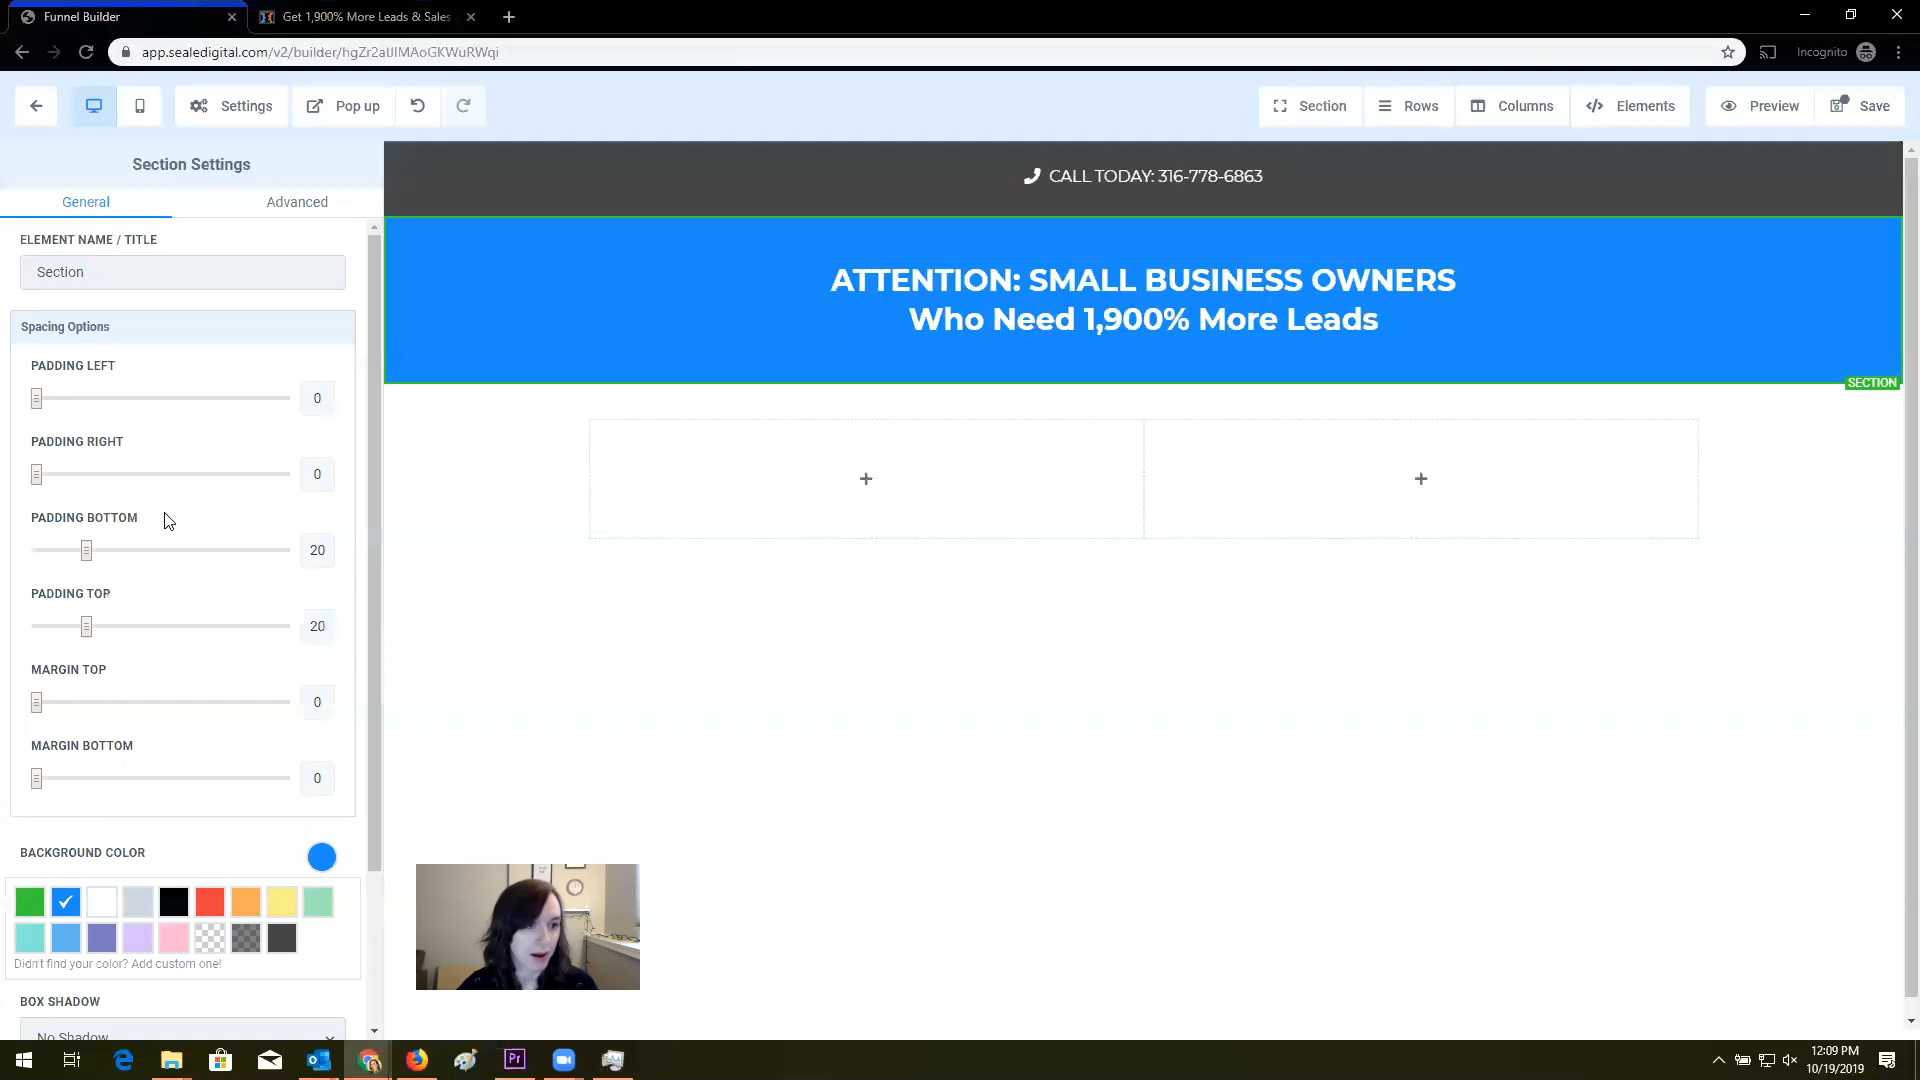 Funnel Builder
Get 1,900% More Leads & Sales
app.sealedigital.com/v2/builder/hgZr2alJIMAoGKWuRWqi
Incognito
Settings
Pop up
Section
Rows
Columns
Elements
Preview
Save
Section Settings
General
Advanced
ELEMENT NAME / TITLE
Section
Spacing Options
PADDING LEFT
0
PADDING RIGHT
0
PADDING BOTTOM
20
PADDING TOP
20
MARGIN TOP
0
MARGIN BOTTOM
0
BACKGROUND COLOR
Didn't find your color? Add custom one!
BOX SHADOW
No Shadow
CALL TODAY: 316-778-6863
ATTENTION: SMALL BUSINESS OWNERS
Who Need 1,900% More Leads
SECTION
Pr
12:09 PM
10/19/2019